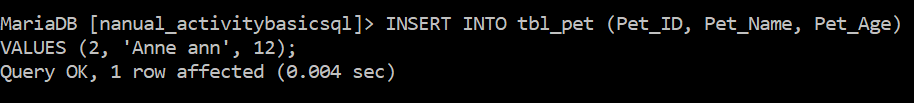 MariaDB [nanual_activitybasicsql]> INSERT INTO tbl_pet (Pet_ID, Pet_Name, Pet_Age)
VALUES (2, 'Anne ann', 12);
Query OK, 1 row affected (0.004 sec)